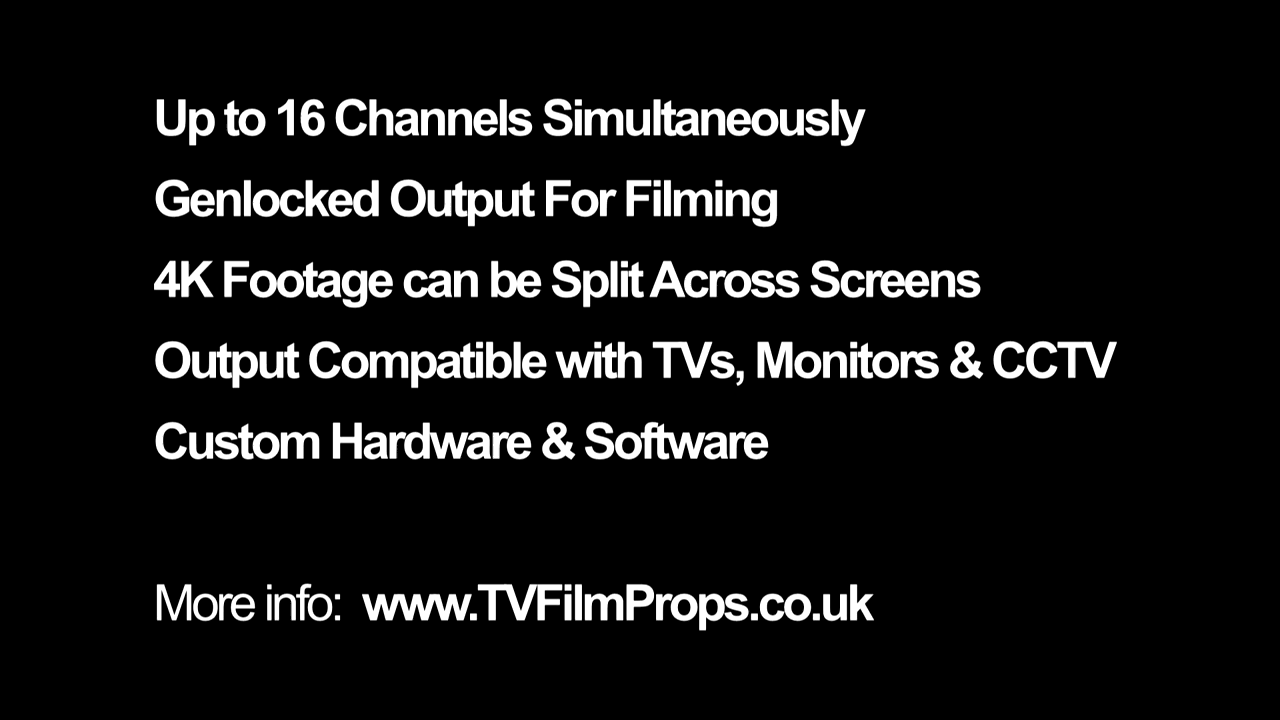 Up to 16 Channels Simultaneously
Genlocked Output For Filming
4K Footage can be Split Across Screens
Output Compatible with TVs, Monitors & CCTV
Custom Hardware & Software
More info: www.TVFilmProps.co.uk